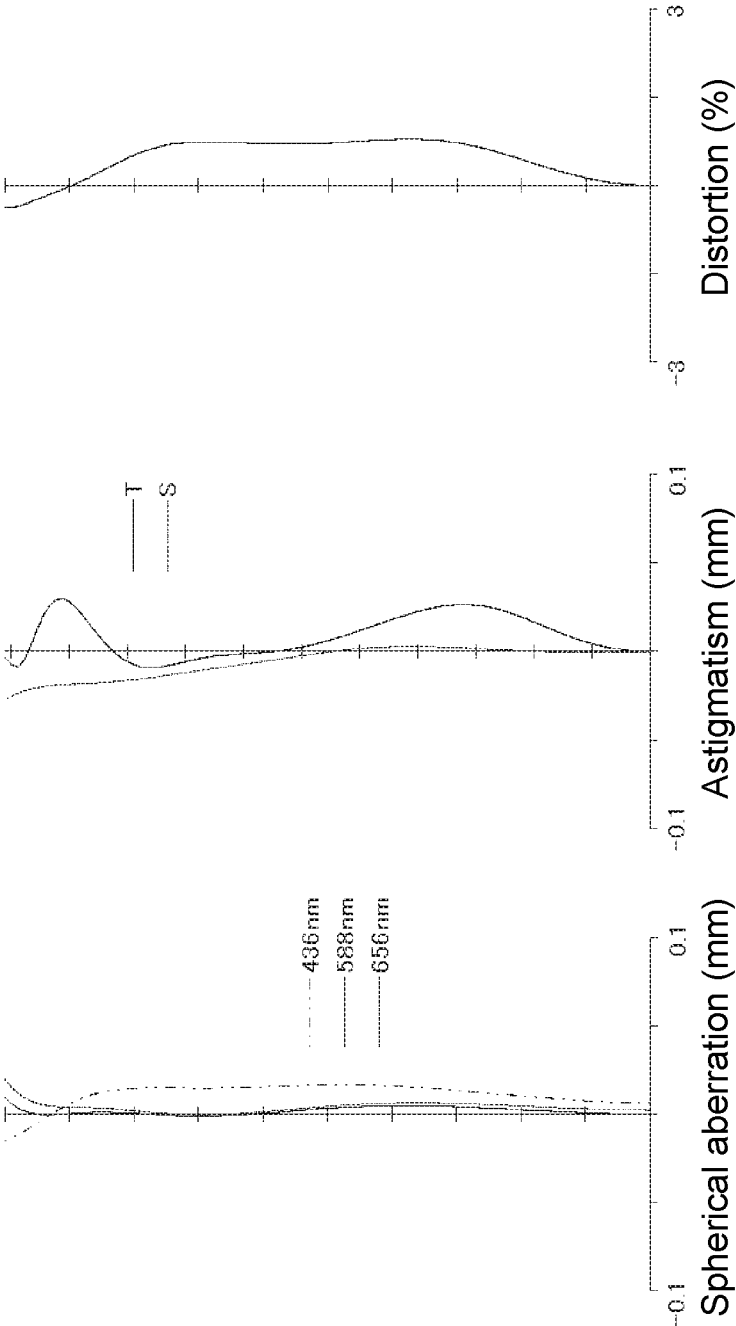 -0.1
0.1
Spherical aberration (mm)
436nm
588nm
656nm
-0.1
0.1
Astigmatism (mm)
T
S
-3
3
Distortion (%)